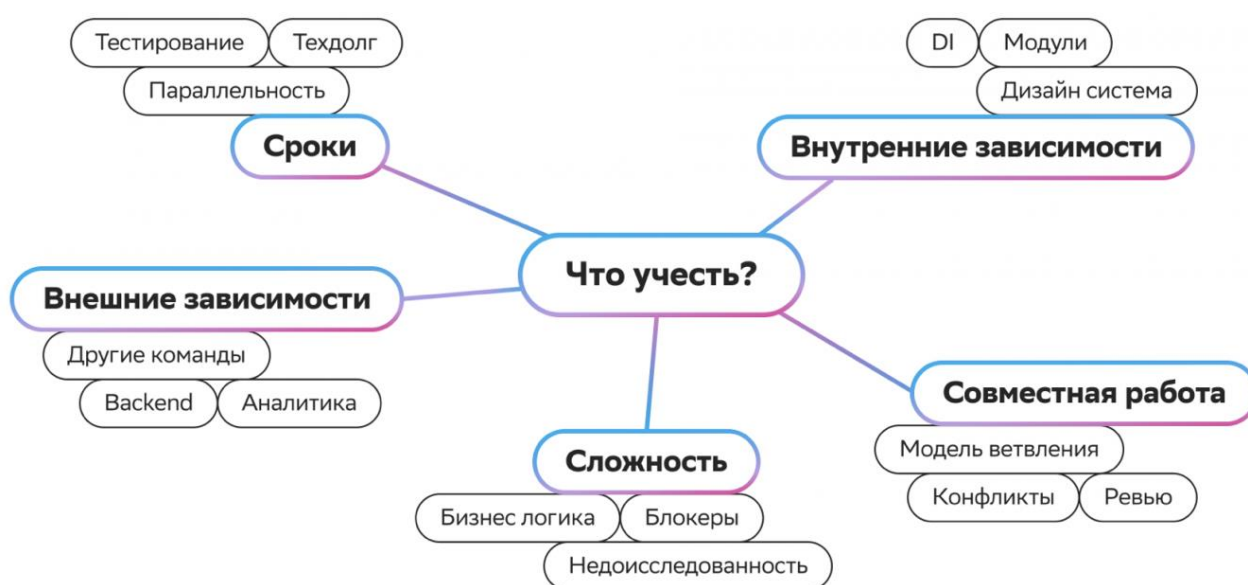 Тестирование
Техдолг
Параллельность
Сроки
DI
Модули
Дизайн система
Внутренние зависимости
Что учесть?
Внешние зависимости
Другие команды
Backend
Аналитика
Сложность
Бизнес логика
Блокеры
Недоисследованность
Совместная работа
Модель ветвления
Конфликты
Ревью